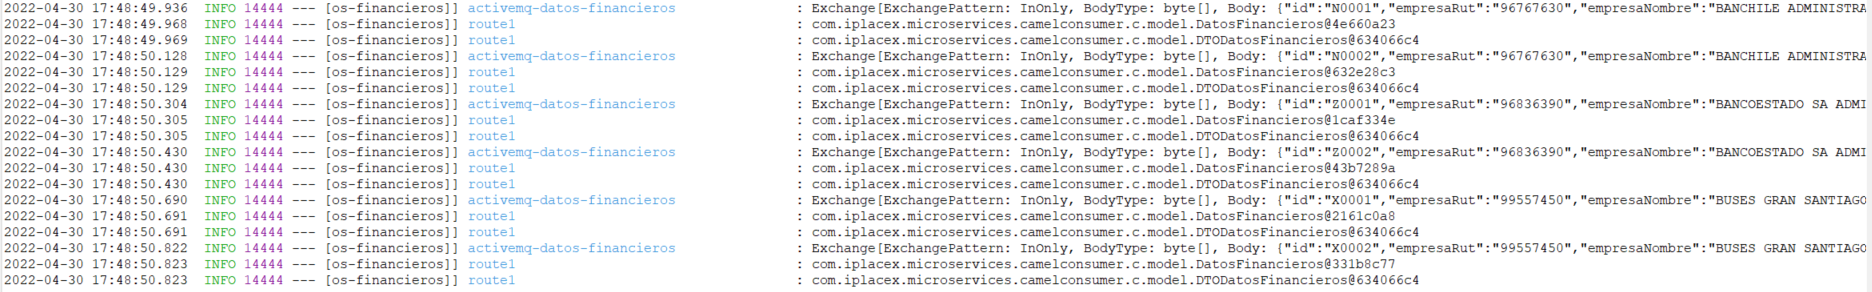 2022-04-30 17:48:49.936 INFO 14444 --- [os-financieros]] activemq-datos-financieros : Exchange[ExchangePattern: InOnly, BodyType: byte[], Body: {"id":"N0001","empresaRut":"96767630","empresaNombre":"BANCHILE ADMINISTRA
2022-04-30 17:48:49.968 INFO 14444 --- [os-financieros]] route1 : com.iplacex.microservices.camelconsumer.c.model.DatosFinancieros@4e660a23
2022-04-30 17:48:49.969 INFO 14444 --- [os-financieros]] route1 : com.iplacex.microservices.camelconsumer.c.model.DTODatosFinancieros@634066c4
2022-04-30 17:48:50.128 INFO 14444 --- [os-financieros]] activemq-datos-financieros : Exchange[ExchangePattern: InOnly, BodyType: byte[], Body: {"id":"N0002","empresaRut":"96767630","empresaNombre":"BANCHILE ADMINISTRA
2022-04-30 17:48:50.129 INFO 14444 --- [os-financieros]] route1 : com.iplacex.microservices.camelconsumer.c.model.DatosFinancieros@632e28c3
2022-04-30 17:48:50.129 INFO 14444 --- [os-financieros]] route1 : com.iplacex.microservices.camelconsumer.c.model.DTODatosFinancieros@634066c4
2022-04-30 17:48:50.304 INFO 14444 --- [os-financieros]] activemq-datos-financieros : Exchange[ExchangePattern: InOnly, BodyType: byte[], Body: {"id":"Z0001","empresaRut":"96836390","empresaNombre":"BANCOESTADO SA ADMI
2022-04-30 17:48:50.305 INFO 14444 --- [os-financieros]] route1 : com.iplacex.microservices.camelconsumer.c.model.DatosFinancieros@1caf334e
2022-04-30 17:48:50.305 INFO 14444 --- [os-financieros]] route1 : com.iplacex.microservices.camelconsumer.c.model.DTODatosFinancieros@634066c4
2022-04-30 17:48:50.430 INFO 14444 --- [os-financieros]] activemq-datos-financieros : Exchange[ExchangePattern: InOnly, BodyType: byte[], Body: {"id":"Z0002","empresaRut":"96836390","empresaNombre":"BANCOESTADO SA ADMI
2022-04-30 17:48:50.430 INFO 14444 --- [os-financieros]] route1 : com.iplacex.microservices.camelconsumer.c.model.DatosFinancieros@43b7289a
2022-04-30 17:48:50.430 INFO 14444 --- [os-financieros]] route1 : com.iplacex.microservices.camelconsumer.c.model.DTODatosFinancieros@634066c4
2022-04-30 17:48:50.690 INFO 14444 --- [os-financieros]] activemq-datos-financieros : Exchange[ExchangePattern: InOnly, BodyType: byte[], Body: {"id":"X0001","empresaRut":"99557450","empresaNombre":"BUSES GRAN SANTIAGO
2022-04-30 17:48:50.691 INFO 14444 --- [os-financieros]] route1 : com.iplacex.microservices.camelconsumer.c.model.DatosFinancieros@2161c0a8
2022-04-30 17:48:50.691 INFO 14444 --- [os-financieros]] route1 : com.iplacex.microservices.camelconsumer.c.model.DTODatosFinancieros@634066c4
2022-04-30 17:48:50.822 INFO 14444 --- [os-financieros]] activemq-datos-financieros : Exchange[ExchangePattern: InOnly, BodyType: byte[], Body: {"id":"X0002","empresaRut":"99557450","empresaNombre":"BUSES GRAN SANTIAGO
2022-04-30 17:48:50.823 INFO 14444 --- [os-financieros]] route1 : com.iplacex.microservices.camelconsumer.c.model.DatosFinancieros@331b8c77
2022-04-30 17:48:50.823 INFO 14444 --- [os-financieros]] route1 : com.iplacex.microservices.camelconsumer.c.model.DTODatosFinancieros@634066c4